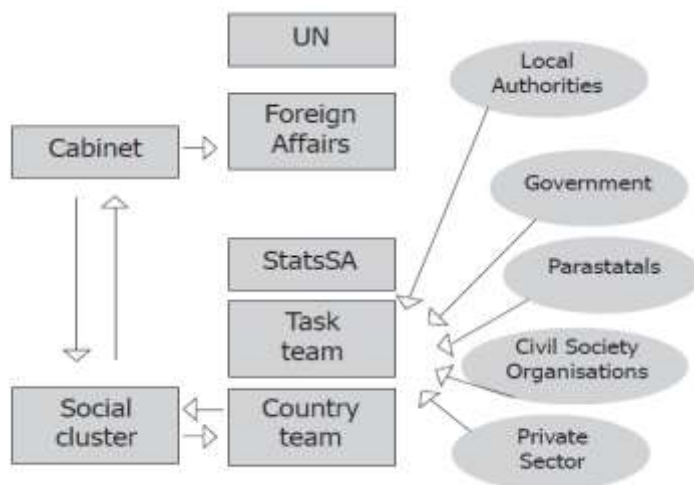 UN
Local
Authorities
Foreign
Affairs
Cabinet
Government
StatsSA
Parastatals
Task
team
Civil Society
Organisations
Social
cluster
Country
team
Private
Sector